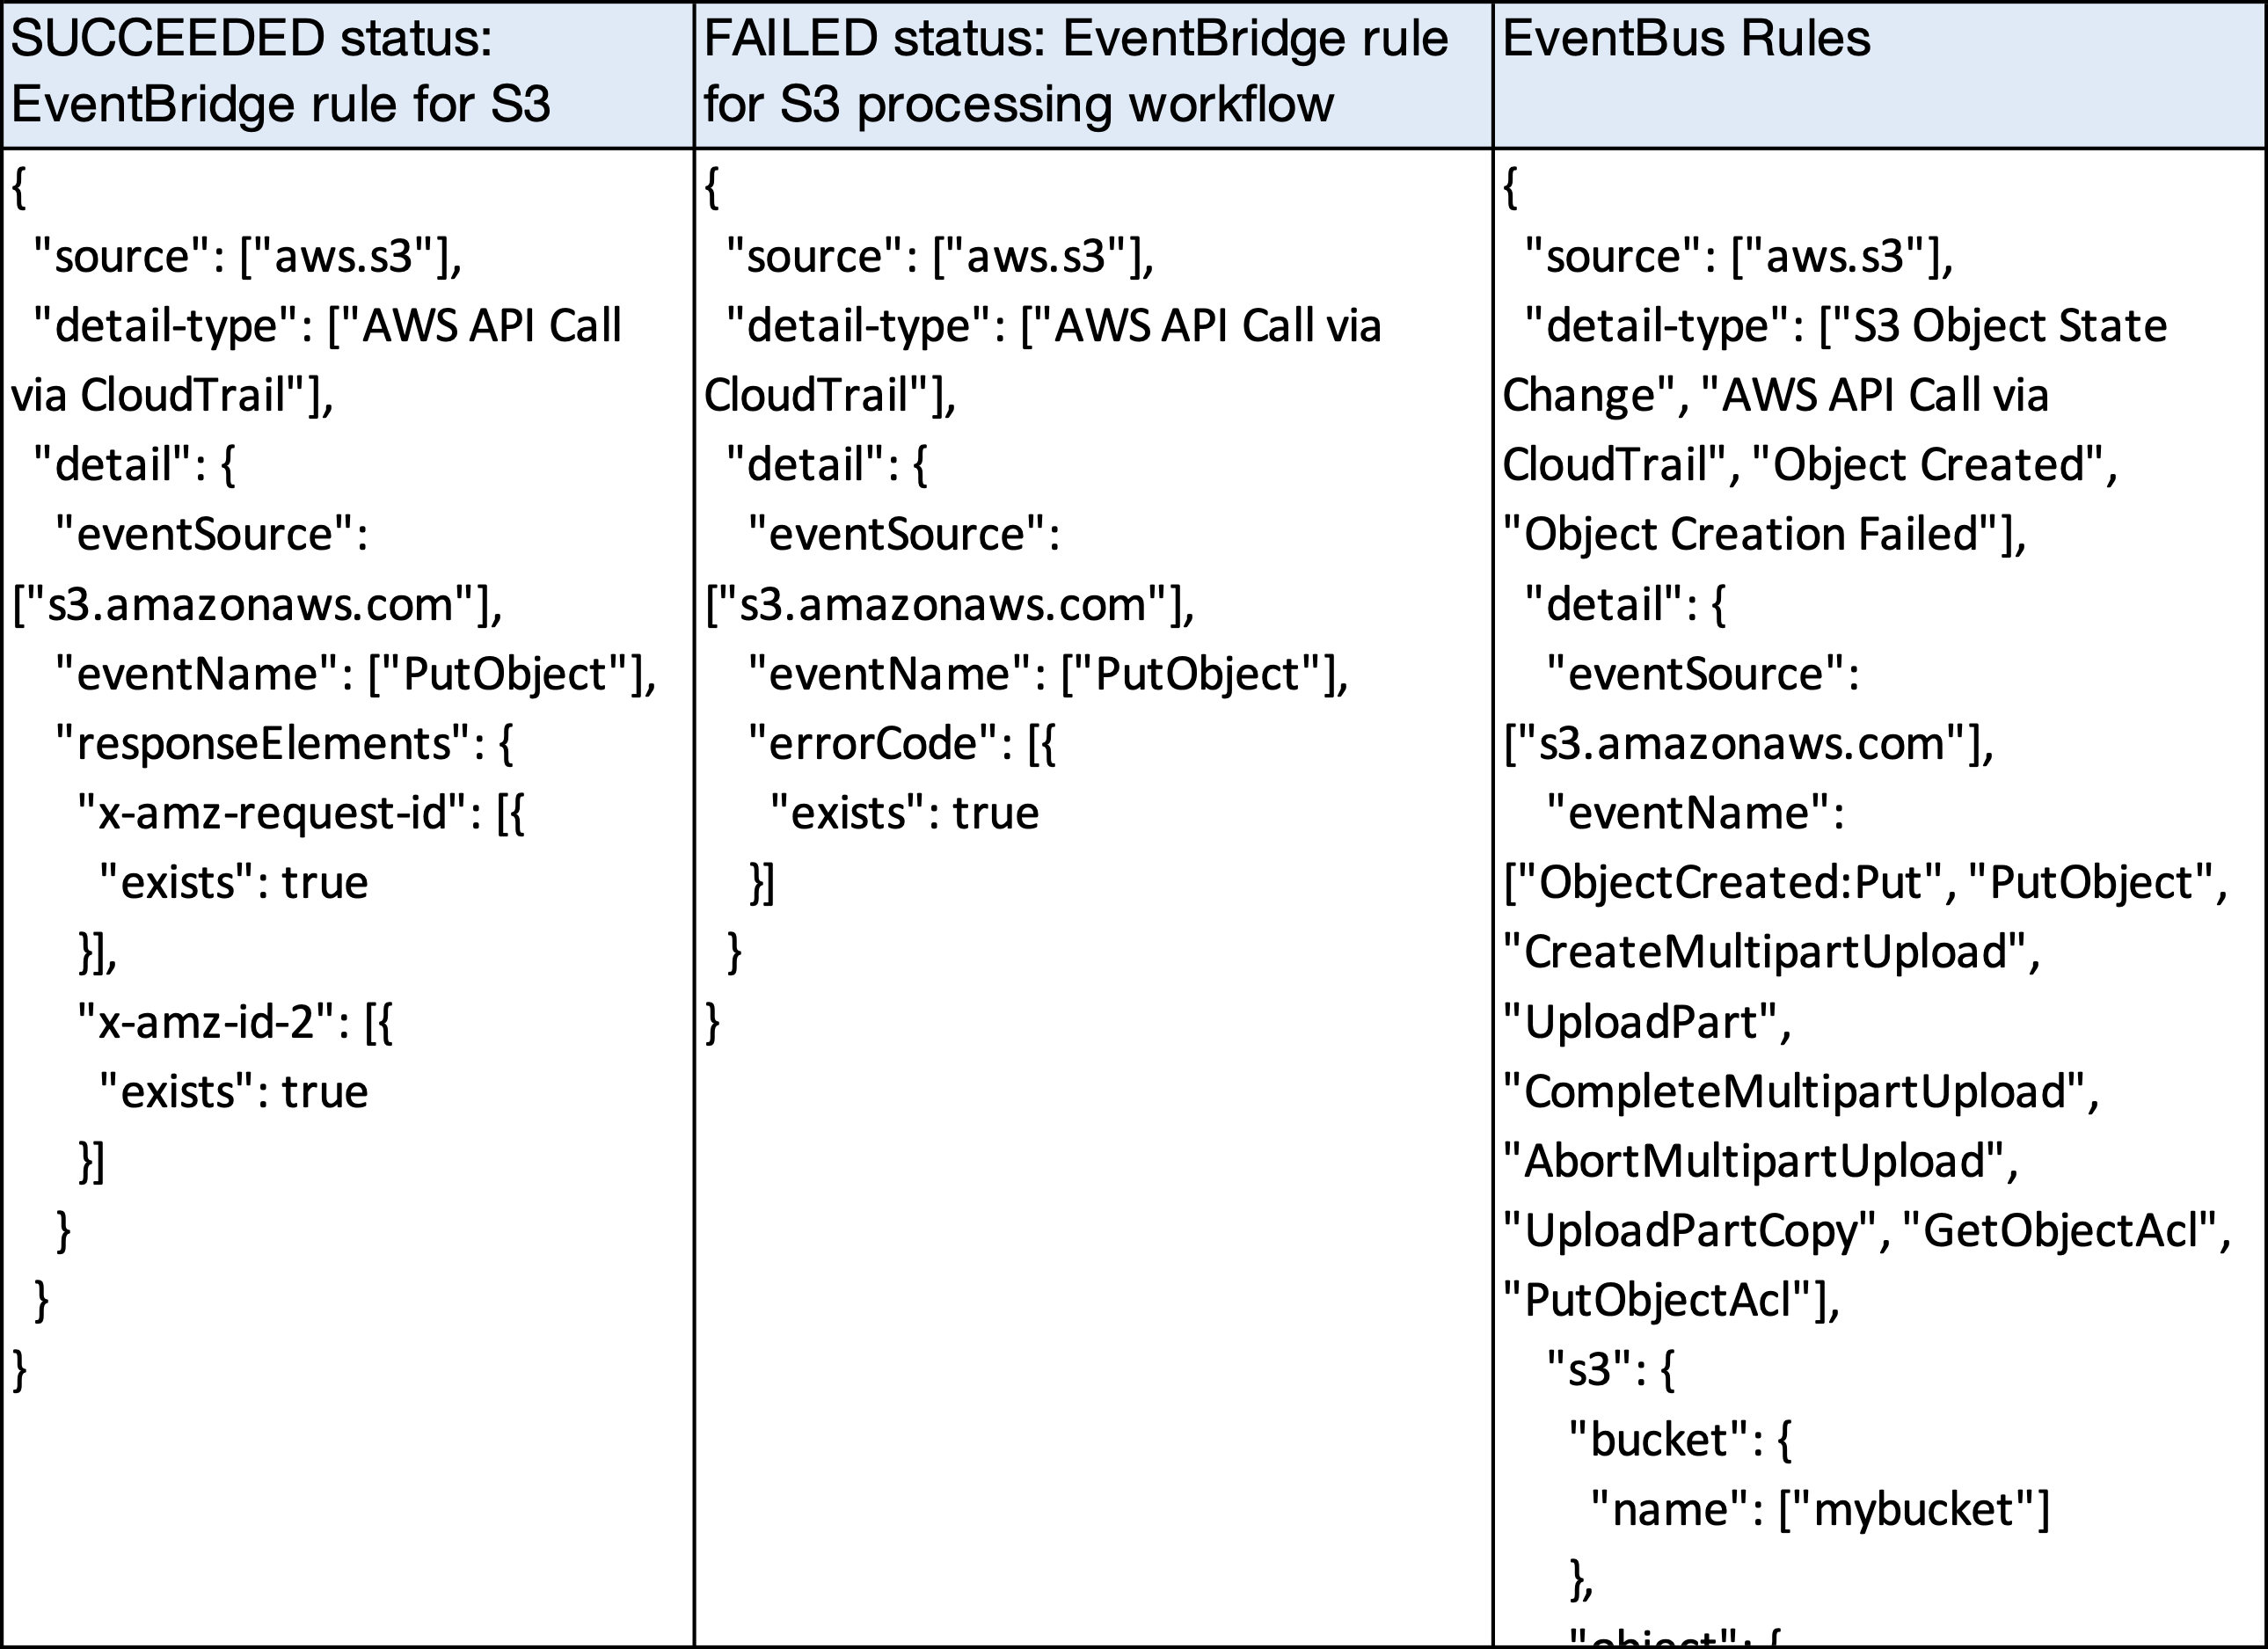 SUCCEEDED status:
EventBridge rule for S3
{
"source": ["aws.s3"],
"detail-type": ["AWS API Call
via CloudTrail"],
"detail": {
"eventSource":
["s3.amazonaws.com"],
"eventName": ["PutObject"],
"responseElements": {
"x-amz-request-id": [{
"exists": true
}],
"x-amz-id-2": [{
"exists": true
}]
}
}
}
FAILED status: EventBridge rule
for S3 processing workflow
{
"source": ["aws.s3"],
"detail-type": ["AWS API Call via
CloudTrail"],
"detail": {
"eventSource":
["s3.amazonaws.com"],
"eventName": ["PutObject"],
"errorCode": [{
"exists": true
}]
}
}
EventBus Rules
{
"source": ["aws.s3"],
"detail-type": ["S3 Object State
Change", "AWS API Call via
CloudTrail", "Object Created",
"Object Creation Failed"],
"detail": {
"eventSource":
["s3.amazonaws.com"],
"eventName":
["ObjectCreated:Put", "PutObject",
"CreateMultipartUpload",
"UploadPart",
"CompleteMultipartUpload",
"AbortMultipartUpload",
"UploadPartCopy", "GetObjectAcl",
"PutObjectAcl"],
"s3": {
"bucket": {
"name": ["mybucket"]
},
"object": {